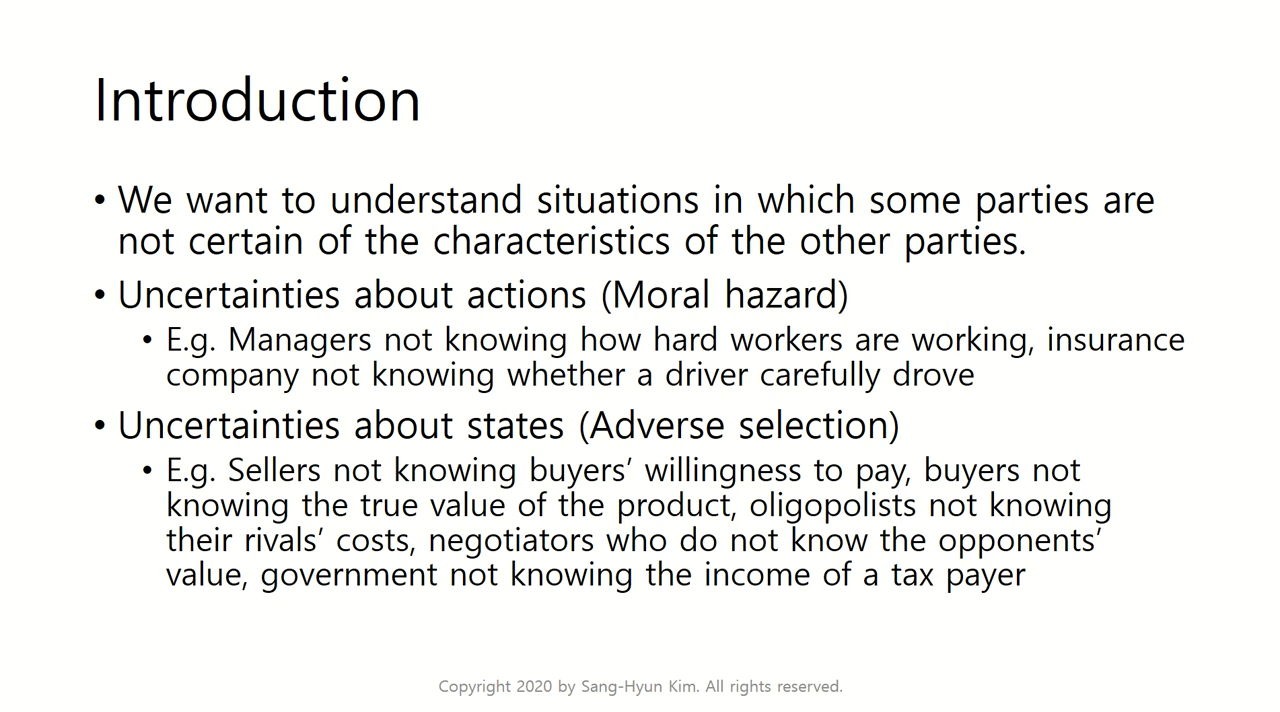 Introduction
• We want to understand situations in which some parties are
not certain of the characteristics of the other parties.
• Uncertainties about actions (Moral hazard)
• E.g. Managers not knowing how hard workers are working, insurance
company not knowing whether a driver carefully drove
• Uncertainties about states (Adverse selection)
• E.g. Sellers not knowing buyers’ willingness to pay, buyers not
knowing the true value of the product, oligopolists not knowing
their rivals’ costs, negotiators who do not know the opponents’
value, government not knowing the income of a tax payer
Copyright 2020 by Sang-Hyun Kim. All rights reserved.